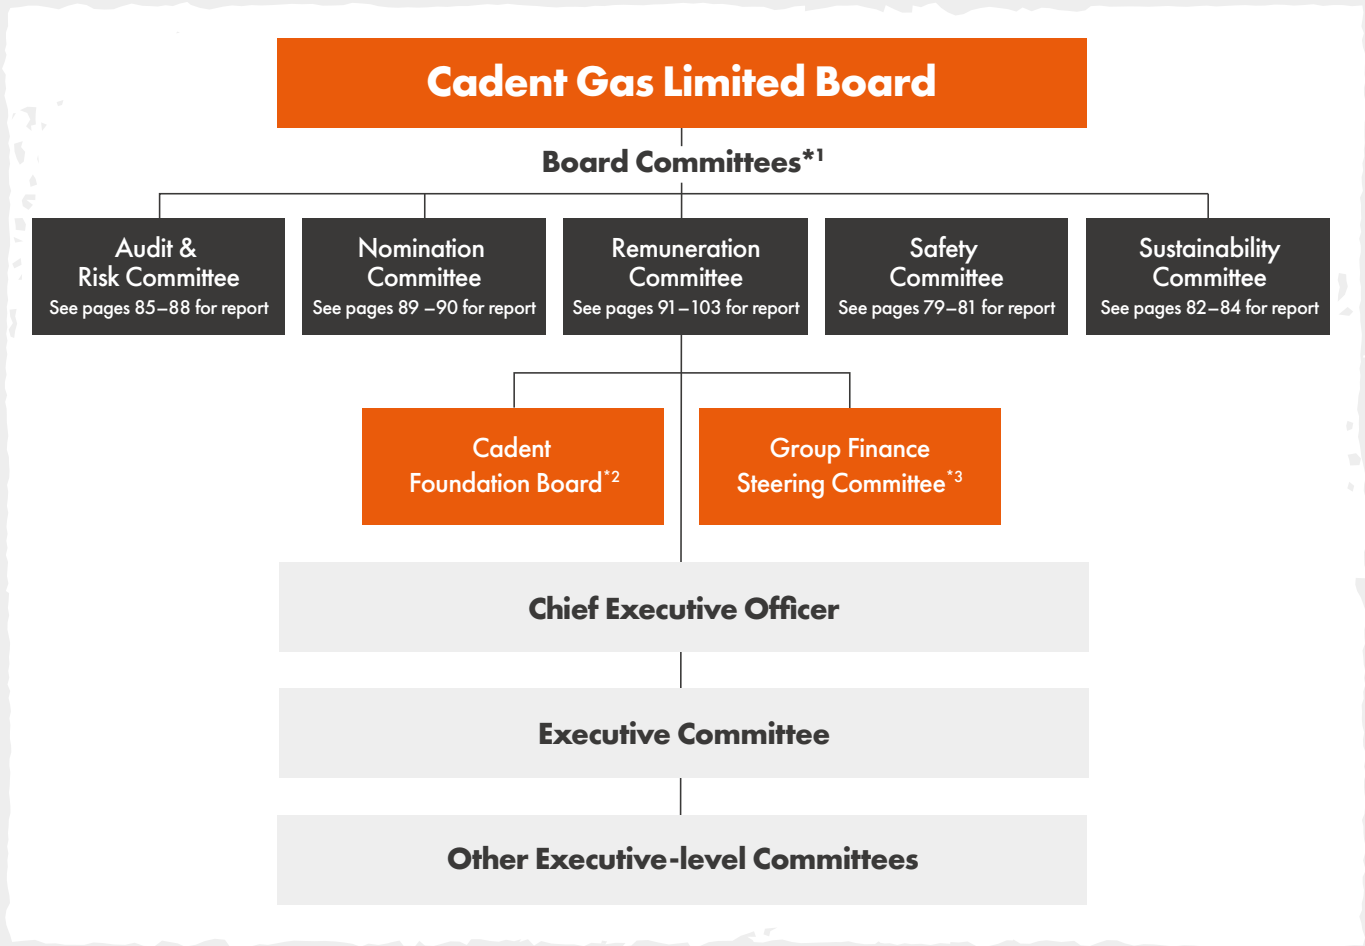 Cadent Gas Limited Board
Board Committees*1
Audit &
Risk Committee
See pages 85–88 for report
Nomination
Committee
See pages 89 –90 for report
Remuneration
Committee
See pages 91–103 for report
Safety
Committee
See pages 79–81 for report
Sustainability
Committee
See pages 82–84 for report
Cadent
Foundation Board*2
Group Finance
Steering Committee*3
Chief Executive Officer
Executive Committee
Other Executive-level Committees